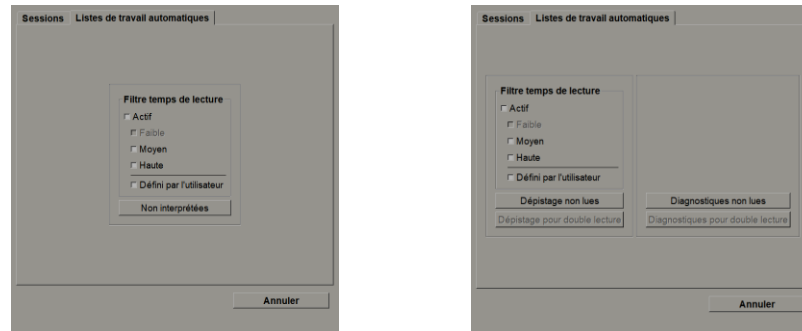 Sessions Listes de travail automatiques
Filtre temps de lecture
Actif
Faible
Moyen
Haute
Défini par l'utilisateur
Non interprétées
Annuler
Sessions Listes de travail automatiques
Filtre temps de lecture
Actif
Faible
Moyen
Haute
Défini par l'utilisateur
Dépistage non lues
Dépistage pour double lecture
Diagnostiques non lues
Diagnostiques pour double lecture
Annuler